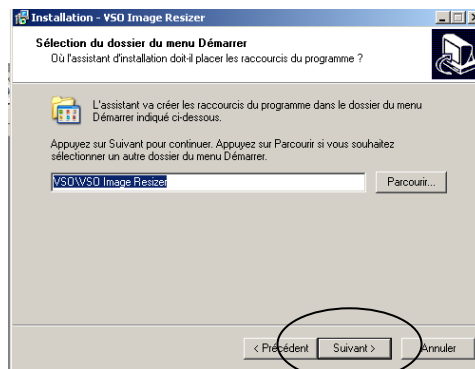 Installation - VSO Image Resizer
Sélection du dossier du menu Démarrer
Où l'assistant d'installation doit-il placer les raccourcis du programme ?
L'assistant va créer les raccourcis du programme dans le dossier du menu
Démarrer indiqué ci-dessous.
Appuyez sur Suivant pour continuer. Appuyez sur Parcourir si vous souhaitez
sélectionner un autre dossier du menu Démarrer.
VSO\VSO Image Resizer
Parcourir...
< Précédent
Suivant >
Annuler